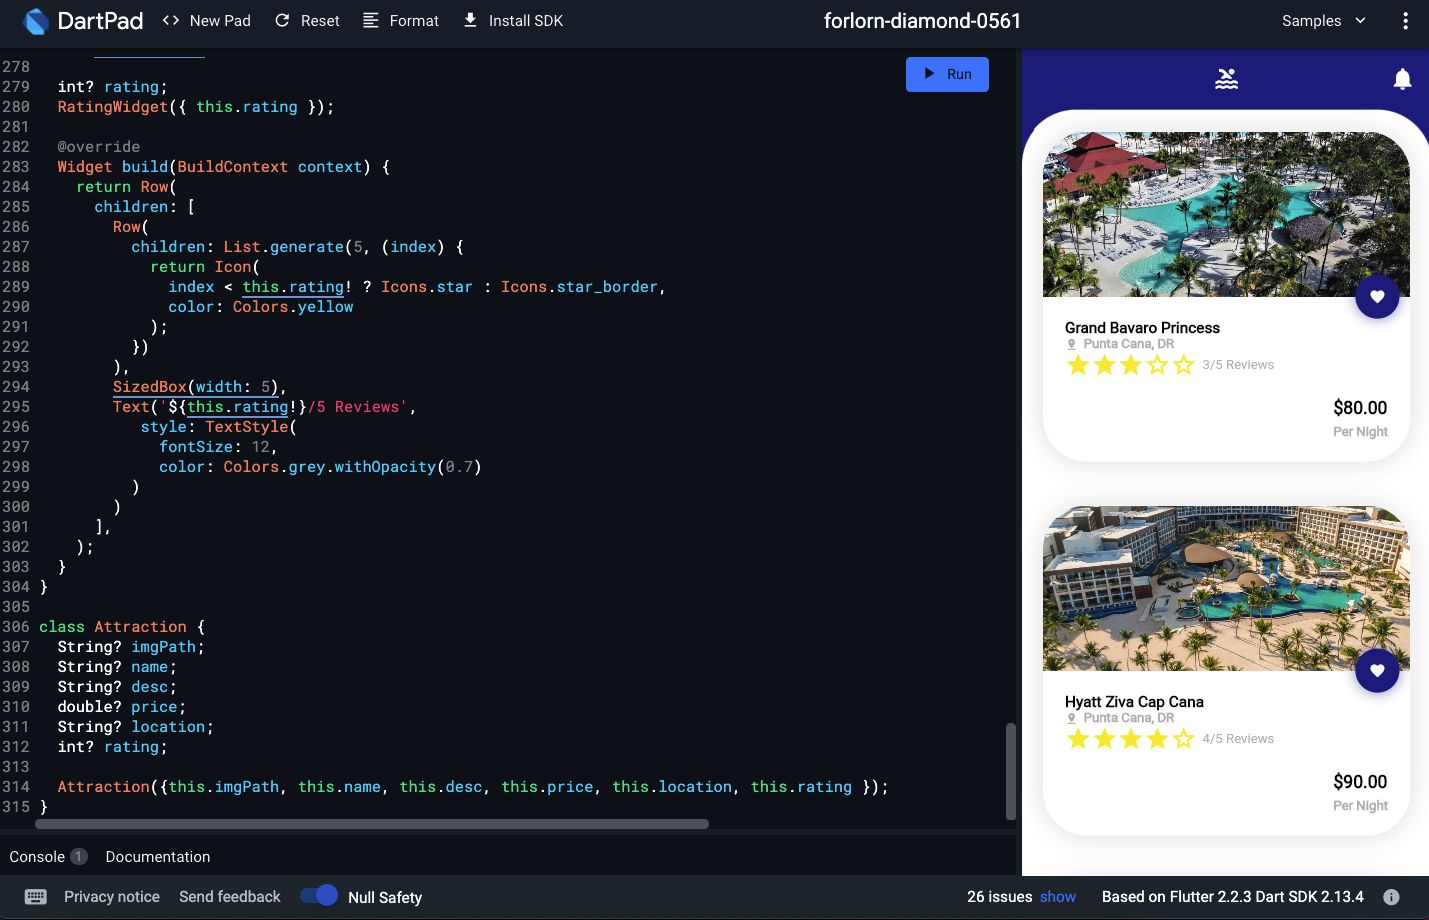 DartPad <> New Pad Reset Format Install SDK forlorn-diamond-0561 Samples
278
Run
279 int? rating;
280 RatingWidget({ this.rating });
281
282 @override
283 Widget build(BuildContext context) {
284 return Row(
285 children: [
286 Row(
287 children: List.generate(5, (index) {
288 return Icon(
289 index < this.rating! ? Icons.star : Icons.star_border,
290 color: Colors.yellow
291 );
292 })
293 ),
294 SizedBox(width: 5),
295 Text('${this.rating!}/5 Reviews',
296 style: TextStyle(
297 fontSize: 12,
298 color: Colors.grey.withOpacity(0.7)
299 )
300 )
301 ],
302 );
303 }
304 }
305
306 class Attraction {
307 String? imgPath;
308 String? name;
309 String? desc;
310 double? price;
311 String? location;
312 int? rating;
313
314 Attraction({this.imgPath, this.name, this.desc, this.price, this.location, this.rating });
315 }
Grand Bavaro Princess
Punta Cana, DR
3/5 Reviews
$80.00
Per Night
Hyatt Ziva Cap Cana
Punta Cana, DR
4/5 Reviews
$90.00
Per Night
Console 1 Documentation
Privacy notice Send feedback Null Safety 26 issues show Based on Flutter 2.2.3 Dart SDK 2.13.4